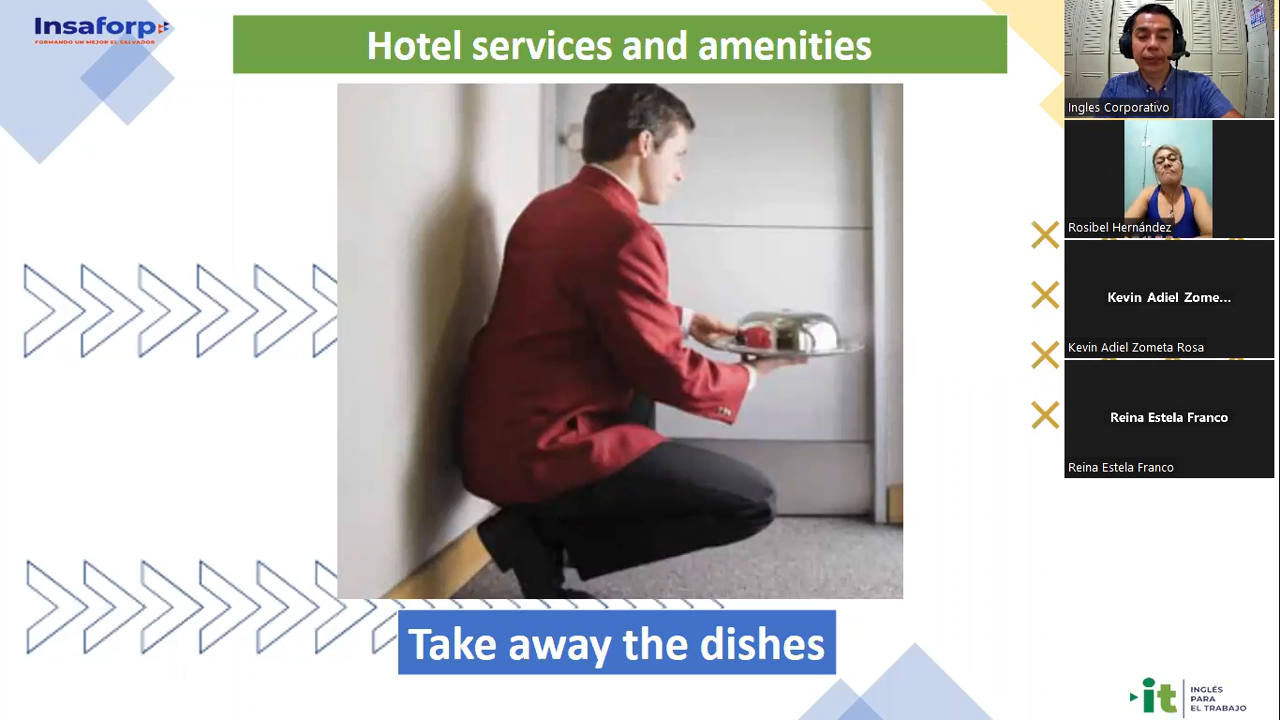 Insaforp
FORMANDO UN MEJOR EL SALVADOR
Hotel services and amenities
Take away the dishes
Ingles Corporativo
Rosibel Hernández
Kevin Adiel Zome...
Kevin Adiel Zometa Rosa
Reina Estela Franco
Reina Estela Franco
it
INGLÉS
PARA
EL TRABAJO